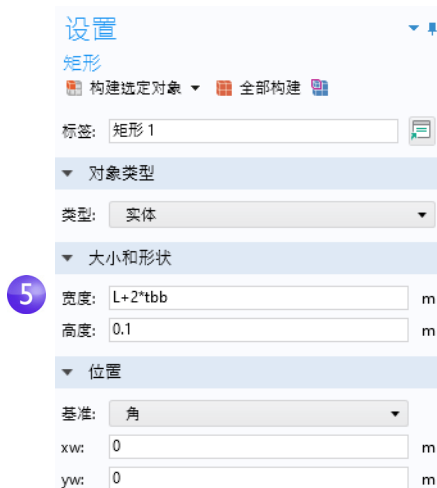 设置
矩形
构建选定对象 全部构建
标签: 矩形 1
对象类型
类型: 实体
大小和形状
5 宽度: L+2*tbb m
高度: 0.1 m
位置
基准: 角
xw: 0 m
yw: 0 m